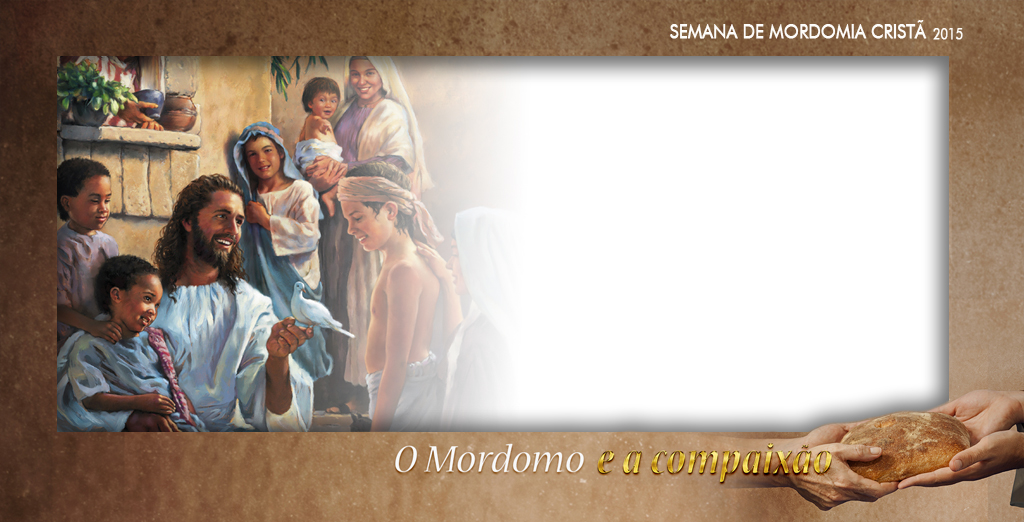 SEMANA DE MORDOMIA CRISTÃ 2015
O Mordomo e a compaixão